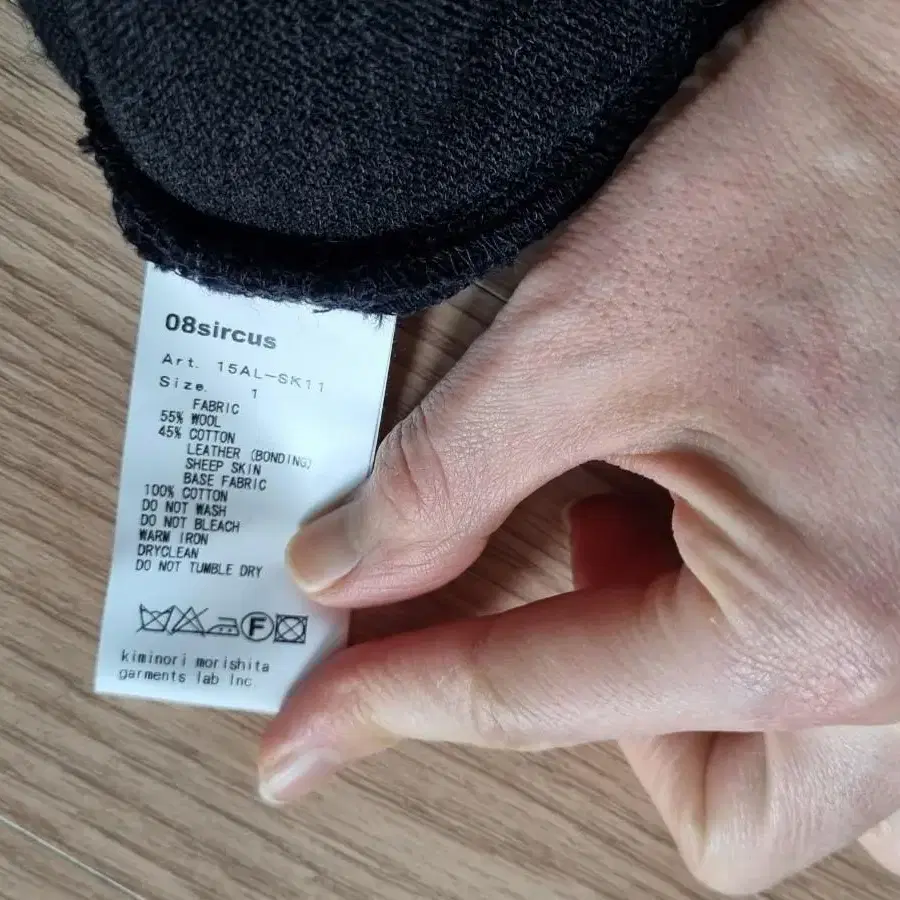 08sircus
Art. 15AL-SK11
Size. 1
FABRIC
55% WOOL
45% COTTON
LEATHER (BONDING)
SHEEP SKIN
BASE FABRIC
100% COTTON
DO NOT WASH
DO NOT BLEACH
WARM IRON
DRYCLEAN
DO NOT TUMBLE DRY
F
kiminori morishita
garments lab Inc